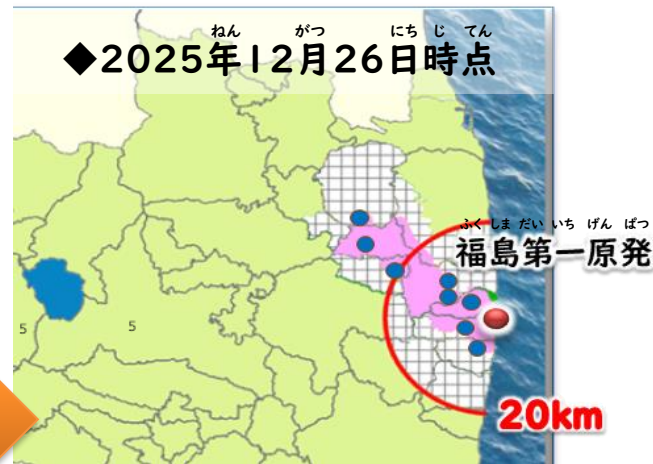 ねん がつ にち じ てん
◆2025年12月26日時点
ふく しま だい いち げん ぱつ
福島第一原発
5
5
20km